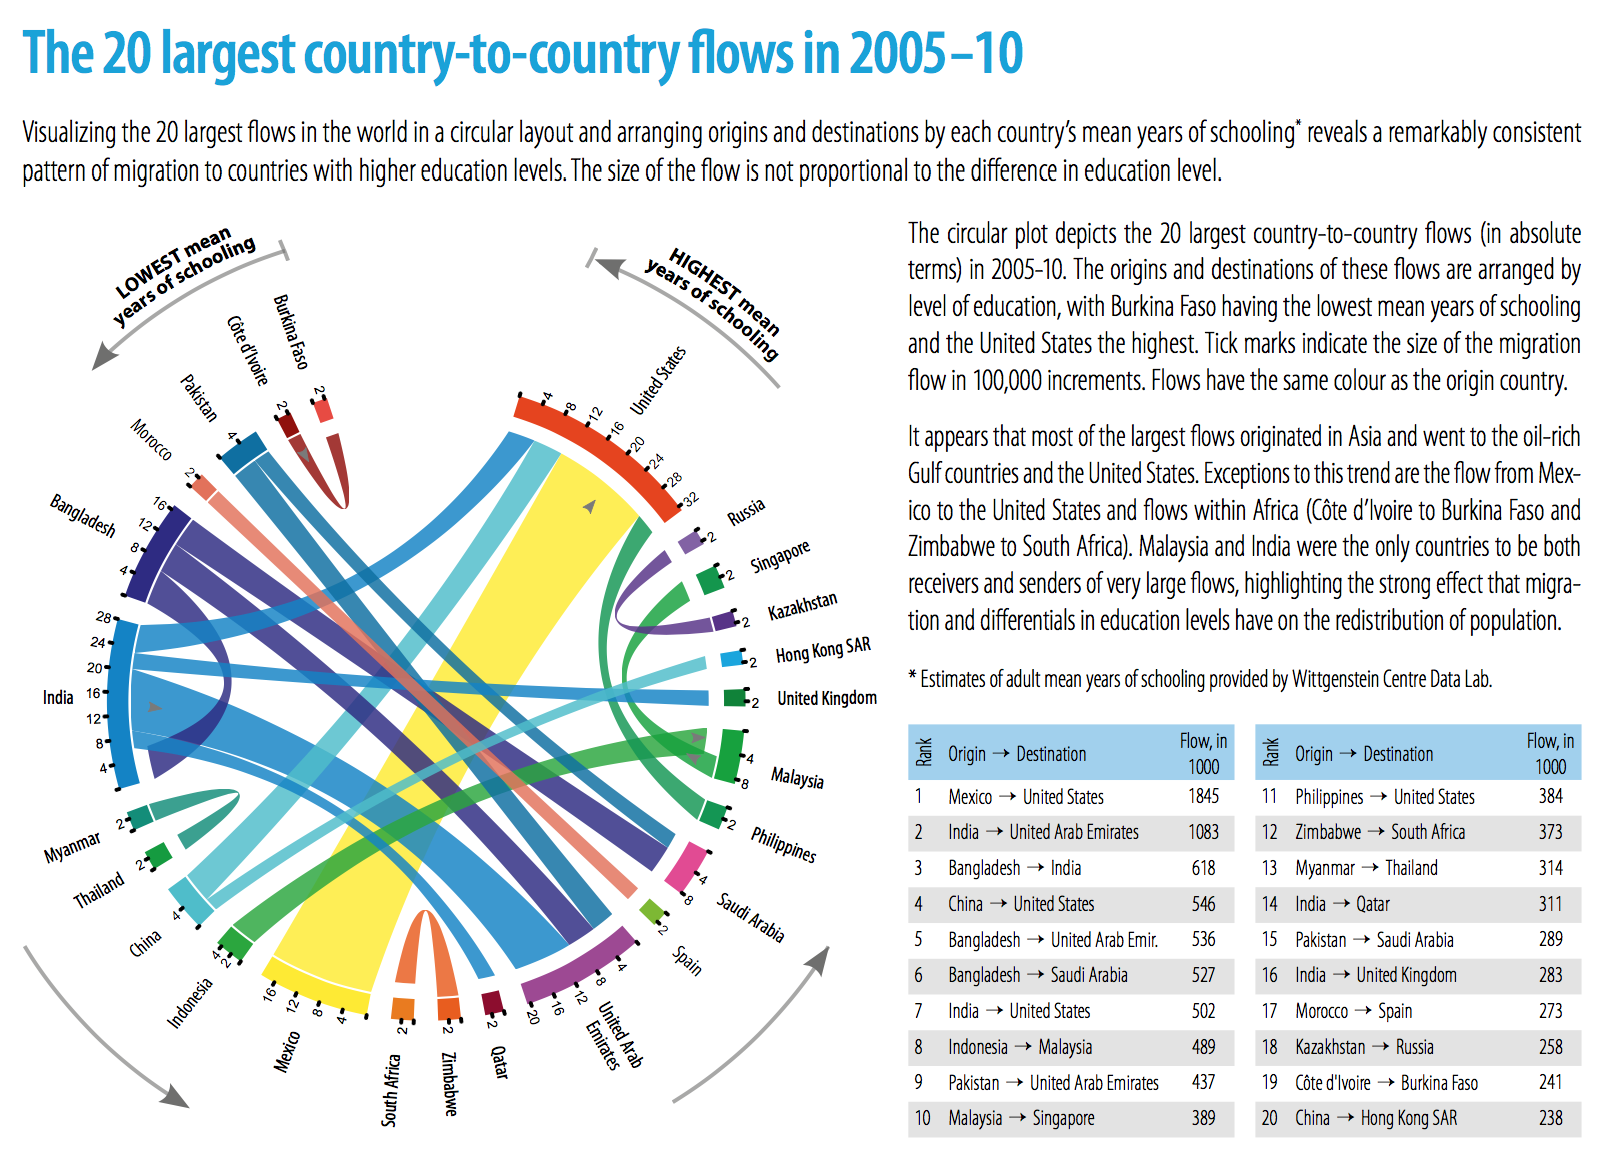 The 20 largest country-to-country flows in 2005–10
Visualizing the 20 largest flows in the world in a circular layout and arranging origins and destinations by each country's mean years of schooling* reveals a remarkably consistent
pattern of migration to countries with higher education levels. The size of the flow is not proportional to the difference in education level.
LOWEST mean
years of schooling
HIGHEST mean
years of schooling
Burkina Faso
2
Côte d'Ivoire
2
Pakistan
4
Morocco
2
Bangladesh
16
12
8
4
India
28
24
20
16
12
8
4
Myanmar
2
Thailand
2
China
4
Indonesia
4
2
Mexico
16
12
8
4
South Africa
2
Zimbabwe
2
Qatar
2
United Arab
Emirates
20
16
12
8
4
Spain
2
Saudi Arabia
8
4
Philippines
2
Malaysia
8
4
United Kingdom
2
Hong Kong SAR
2
Kazakhstan
2
Singapore
2
Russia
2
United States
4
8
12
16
20
24
28
32
The circular plot depicts the 20 largest country-to-country flows (in absolute
terms) in 2005-10. The origins and destinations of these flows are arranged by
level of education, with Burkina Faso having the lowest mean years of schooling
and the United States the highest. Tick marks indicate the size of the migration
flow in 100,000 increments. Flows have the same colour as the origin country.
It appears that most of the largest flows originated in Asia and went to the oil-rich
Gulf countries and the United States. Exceptions to this trend are the flow from Mex-
ico to the United States and flows within Africa (Côte d'Ivoire to Burkina Faso and
Zimbabwe to South Africa). Malaysia and India were the only countries to be both
receivers and senders of very large flows, highlighting the strong effect that migra-
tion and differentials in education levels have on the redistribution of population.
* Estimates of adult mean years of schooling provided by Wittgenstein Centre Data Lab.
Rank Origin → Destination Flow, in 1000
1 Mexico → United States 1845
2 India → United Arab Emirates 1083
3 Bangladesh → India 618
4 China → United States 546
5 Bangladesh → United Arab Emir. 536
6 Bangladesh → Saudi Arabia 527
7 India → United States 502
8 Indonesia → Malaysia 489
9 Pakistan → United Arab Emirates 437
10 Malaysia → Singapore 389
Rank Origin → Destination Flow, in 1000
11 Philippines → United States 384
12 Zimbabwe → South Africa 373
13 Myanmar → Thailand 314
14 India → Qatar 311
15 Pakistan → Saudi Arabia 289
16 India → United Kingdom 283
17 Morocco → Spain 273
18 Kazakhstan → Russia 258
19 Côte d'Ivoire → Burkina Faso 241
20 China → Hong Kong SAR 238